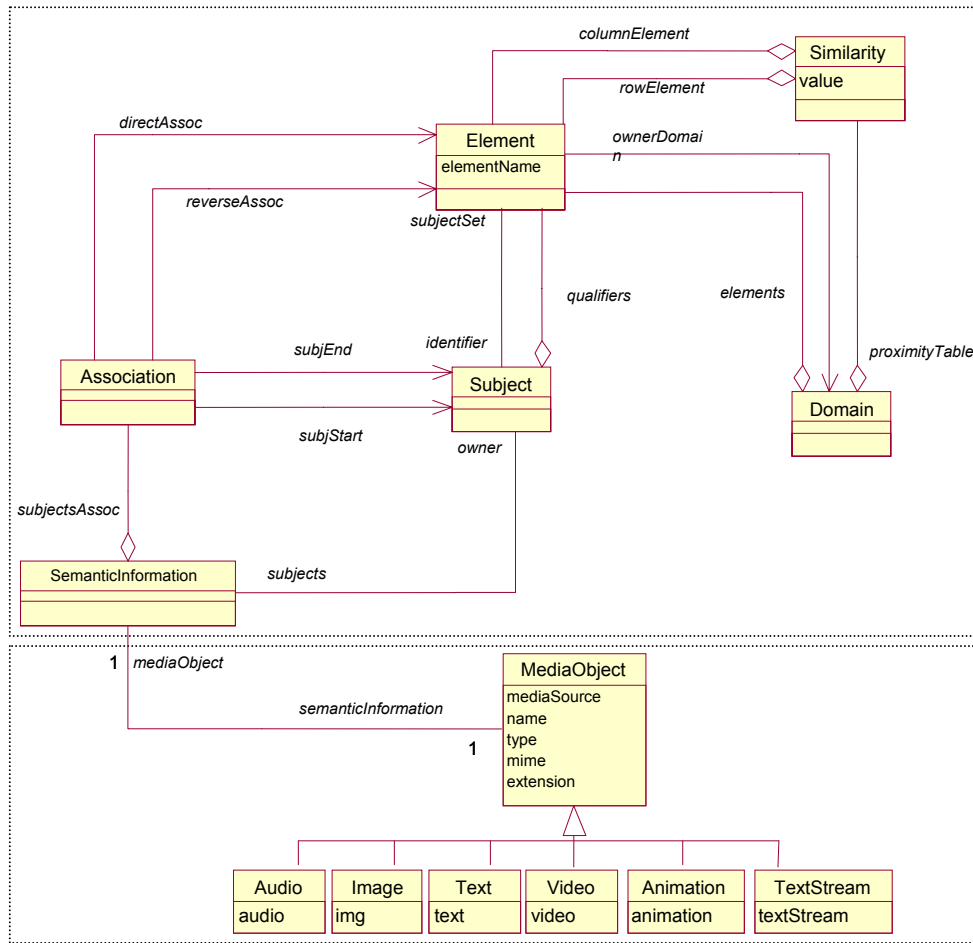 columnElement
Similarity
value
rowElement
directAssoc
Element
elementName
ownerDomai
n
reverseAssoc
subjectSet
qualifiers
elements
identifier
subjEnd
proximityTable
Association
Subject
Domain
subjStart
owner
subjectsAssoc
SemanticInformation
subjects
1
mediaObject
MediaObject
mediaSource
name
type
mime
extension
semanticInformation
1
Audio
audio
Image
img
Text
text
Video
video
Animation
animation
TextStream
textStream